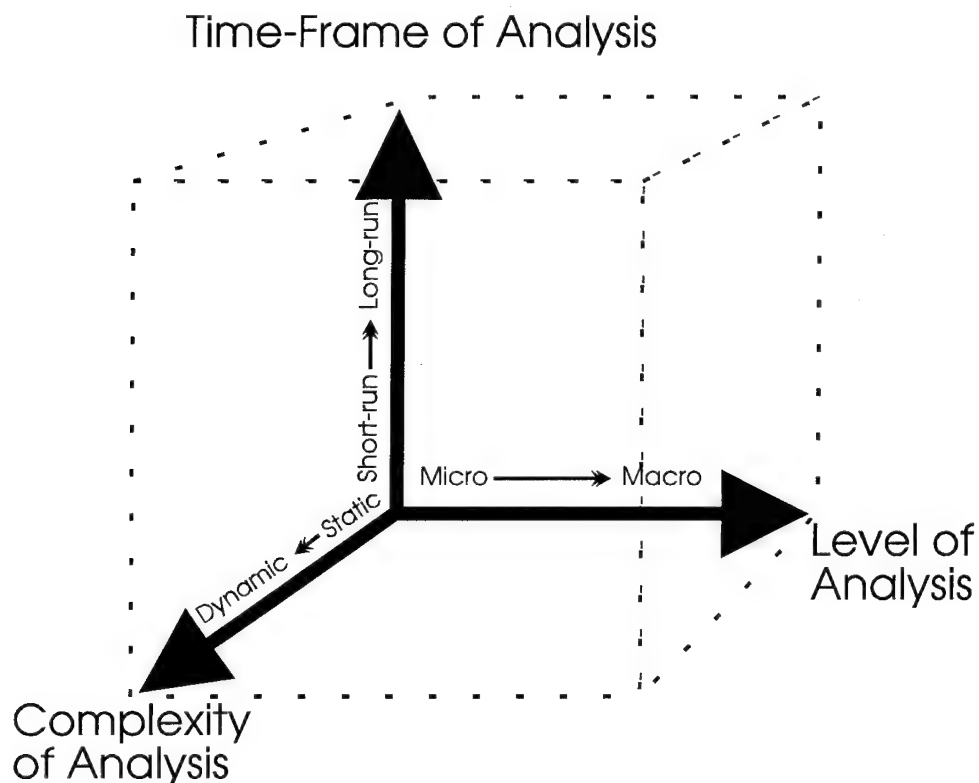 Time-Frame of Analysis
Short-run
Long-run
Micro
Macro
Static
Dynamic
Level of
Analysis
Complexity
of Analysis